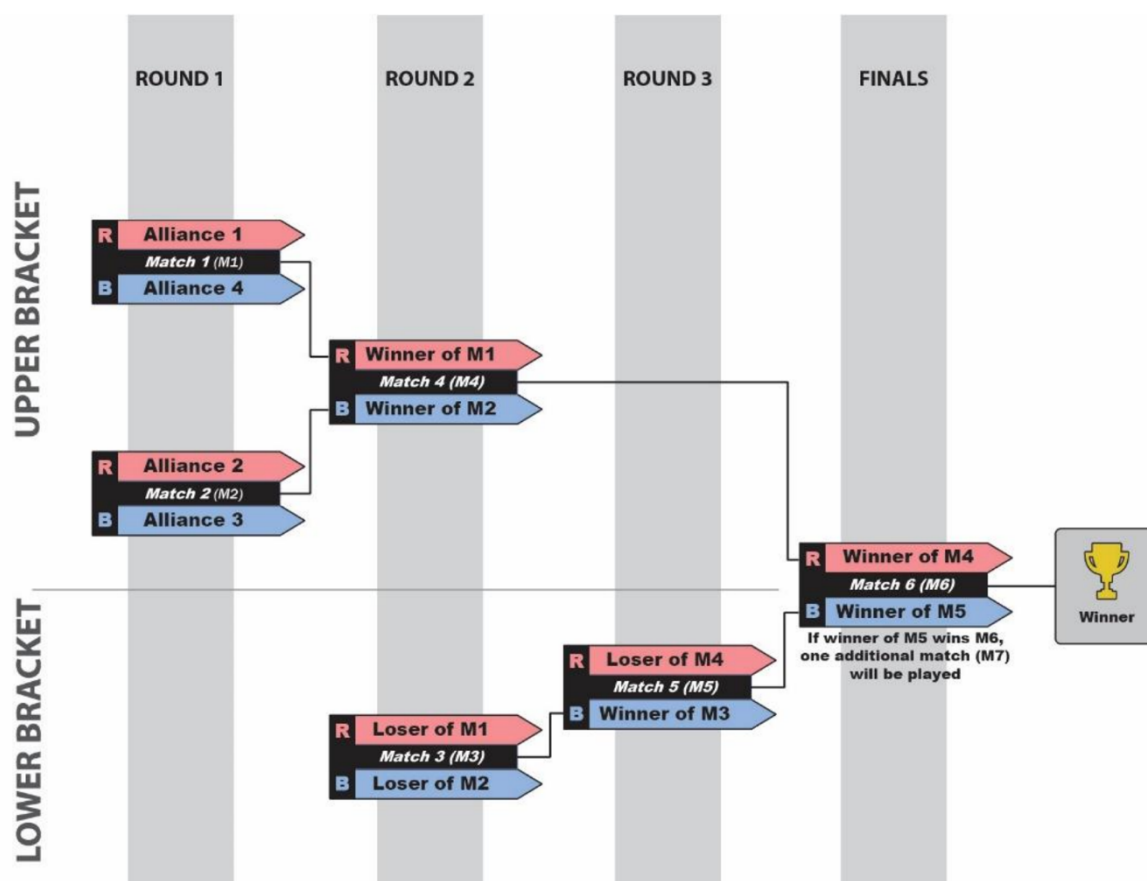 ROUND 1
ROUND 2
ROUND 3
FINALS
UPPER BRACKET
R Alliance 1
Match 1 (M1)
B Alliance 4
R Winner of M1
Match 4 (M4)
B Winner of M2
R Alliance 2
Match 2 (M2)
B Alliance 3
R Winner of M4
Match 6 (M6)
B Winner of M5
If winner of M5 wins M6,
one additional match (M7)
will be played
Winner
LOWER BRACKET
R Loser of M4
Match 5 (M5)
B Winner of M3
R Loser of M1
Match 3 (M3)
B Loser of M2